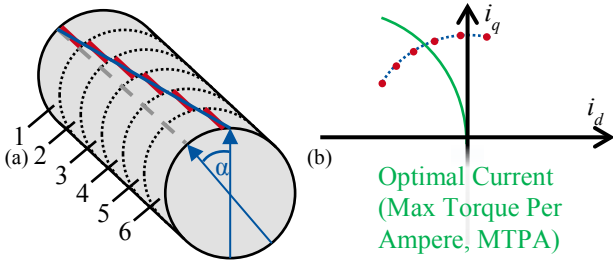 1
2
3
4
5
6
(a)
α
(b)
i_q
i_d
Optimal Current
(Max Torque Per
Ampere, MTPA)